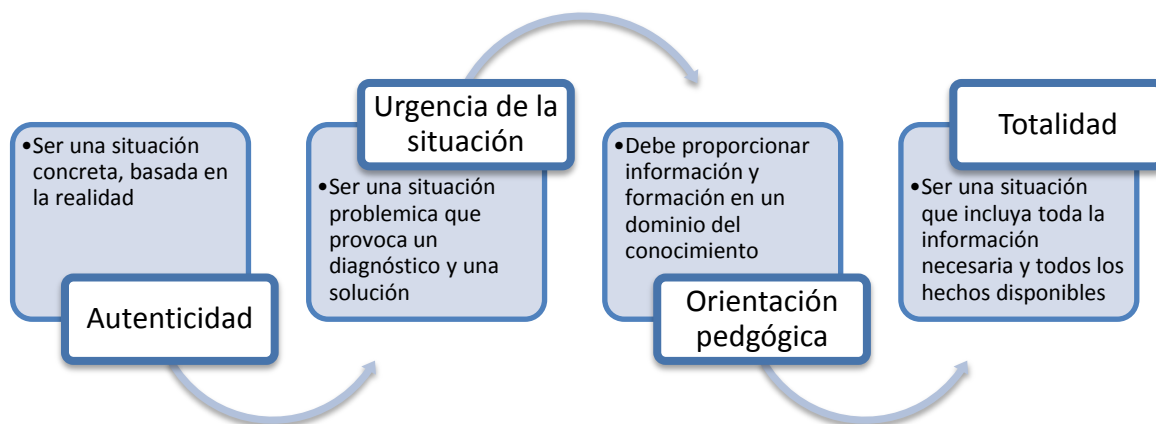 •Ser una situación
concreta, basada en
la realidad
Autenticidad
Urgencia de la
situación
•Ser una situación
problemica que
provoca un
diagnóstico y una
solución
•Debe proporcionar
información y
formación en un
dominio del
conocimiento
Orientación
pedgógica
Totalidad
•Ser una situación
que incluya toda la
información
necesaria y todos los
hechos disponibles